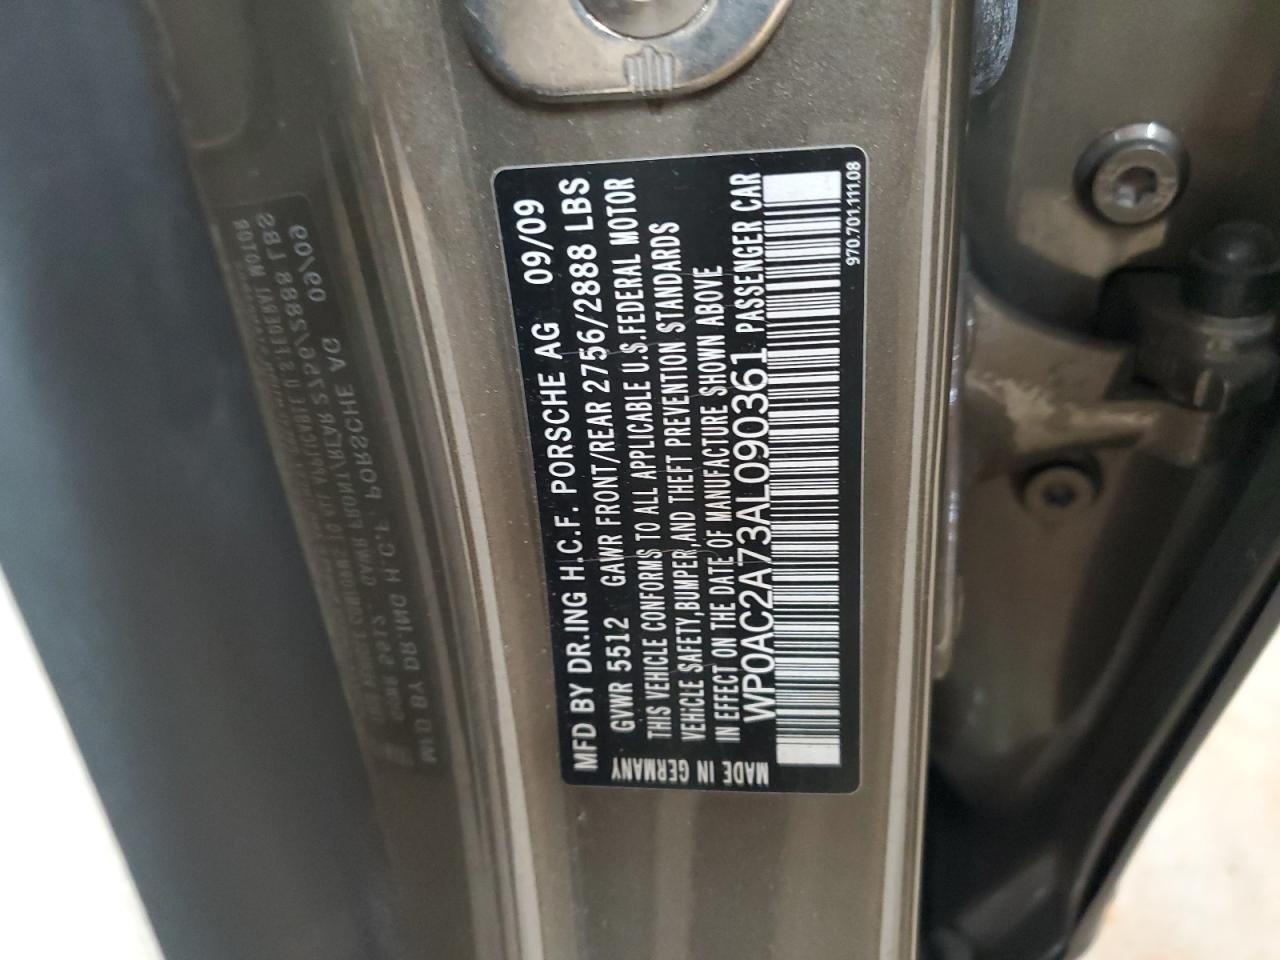 MFD BY DR.ING H.C.F. PORSCHE AG 09/09
GVWR 5512 GAWR FRONT/REAR 2756/2888 LBS
THIS VEHICLE CONFORMS TO ALL APPLICABLE U.S.FEDERAL MOTOR
VEHICLE SAFETY,BUMPER,AND THEFT PREVENTION STANDARDS
IN EFFECT ON THE DATE OF MANUFACTURE SHOWN ABOVE
WP0AC2A73AL090361 PASSENGER CAR
MADE IN GERMANY
970.701.111.08